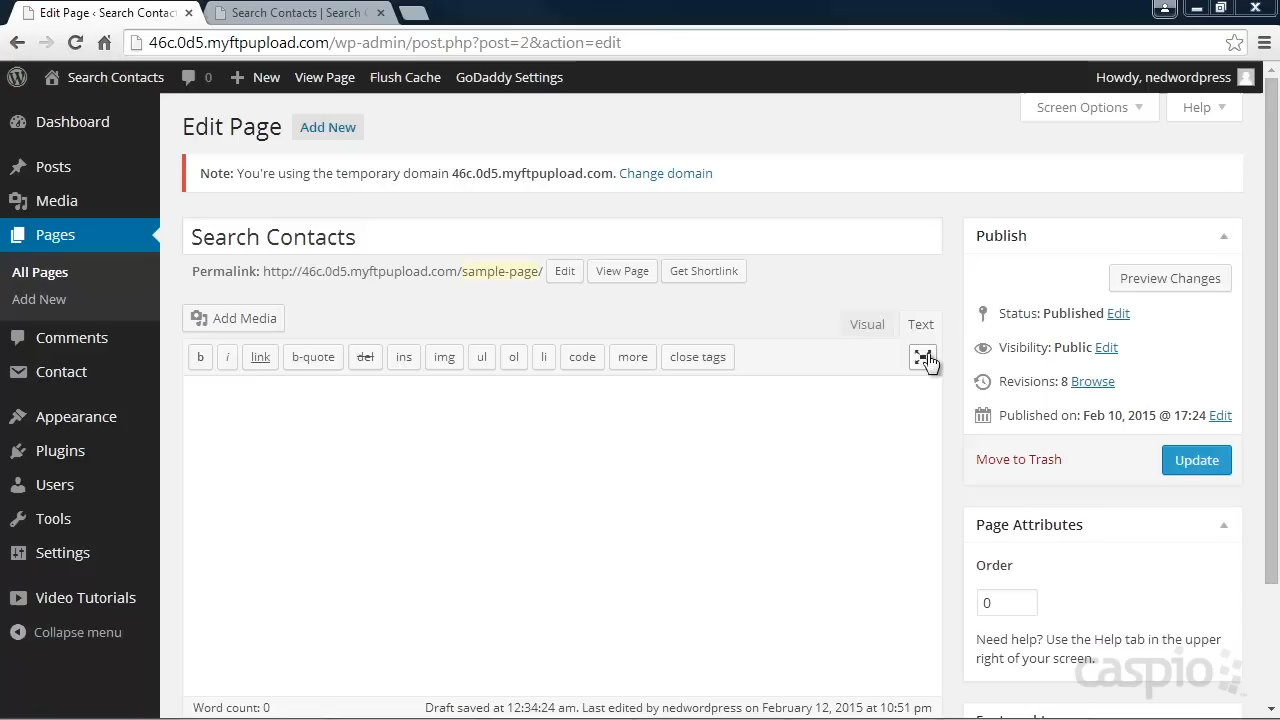 Edit Page ‹ Search Contac
Search Contacts | Search
46c.0d5.myftpupload.com/wp-admin/post.php?post=2&action=edit
Search Contacts 0 New View Page Flush Cache GoDaddy Settings Howdy, nedwordpress
Screen Options Help
Dashboard
Posts
Media
Pages
All Pages
Add New
Comments
Contact
Appearance
Plugins
Users
Tools
Settings
Video Tutorials
Collapse menu
Edit Page Add New
Note: You're using the temporary domain 46c.0d5.myftpupload.com. Change domain
Search Contacts
Permalink: http://46c.0d5.myftpupload.com/sample-page/ Edit View Page Get Shortlink
Add Media
Visual Text
b i link b-quote del ins img ul ol li code more close tags
Word count: 0 Draft saved at 12:34:24 am. Last edited by nedwordpress on February 12, 2015 at 10:51 pm
Publish
Preview Changes
Status: Published Edit
Visibility: Public Edit
Revisions: 8 Browse
Published on: Feb 10, 2015 @ 17:24 Edit
Move to Trash Update
Page Attributes
Order
0
Need help? Use the Help tab in the upper
right of your screen.
caspio